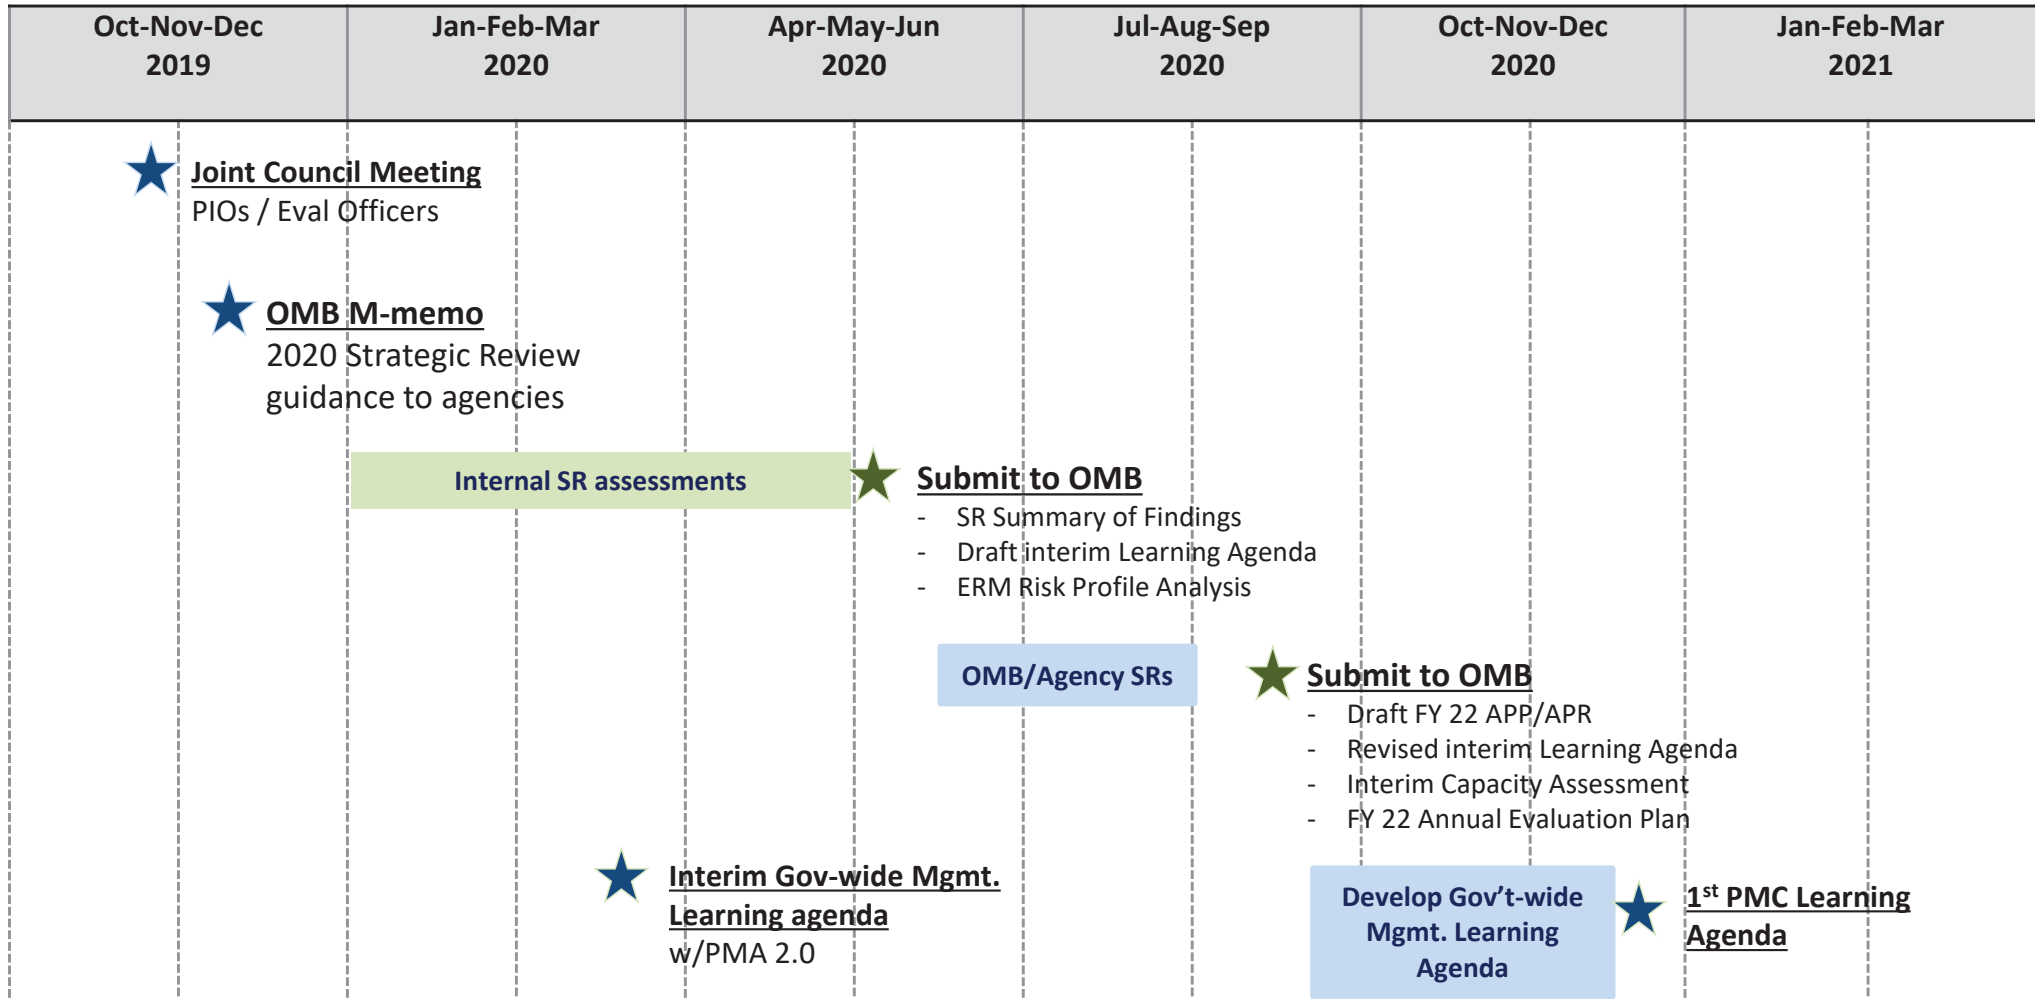 Oct-Nov-Dec
2019
Jan-Feb-Mar
2020
Apr-May-Jun
2020
Jul-Aug-Sep
2020
Oct-Nov-Dec
2020
Jan-Feb-Mar
2021
Joint Council Meeting
PIOs / Eval Officers
OMB M-memo
2020 Strategic Review
guidance to agencies
Internal SR assessments
Submit to OMB
- SR Summary of Findings
- Draft interim Learning Agenda
- ERM Risk Profile Analysis
OMB/Agency SRs
Submit to OMB
- Draft FY 22 APP/APR
- Revised interim Learning Agenda
- Interim Capacity Assessment
- FY 22 Annual Evaluation Plan
Interim Gov-wide Mgmt.
Learning agenda
w/PMA 2.0
Develop Gov’t-wide
Mgmt. Learning
Agenda
1st PMC Learning
Agenda